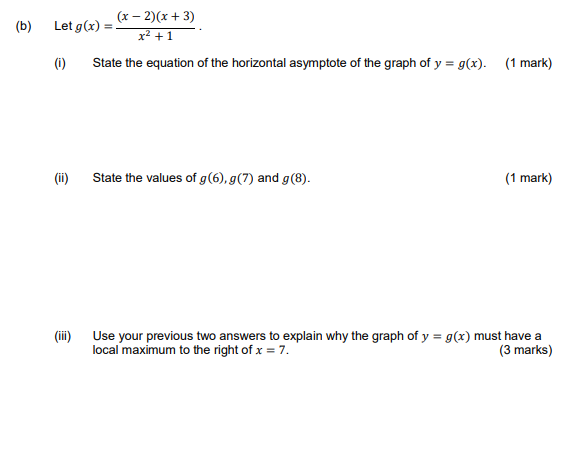 (b) Let g(x) = (x − 2)(x + 3) / x² + 1 .
(i) State the equation of the horizontal asymptote of the graph of y = g(x). (1 mark)
(ii) State the values of g(6), g(7) and g(8). (1 mark)
(iii) Use your previous two answers to explain why the graph of y = g(x) must have a
local maximum to the right of x = 7. (3 marks)